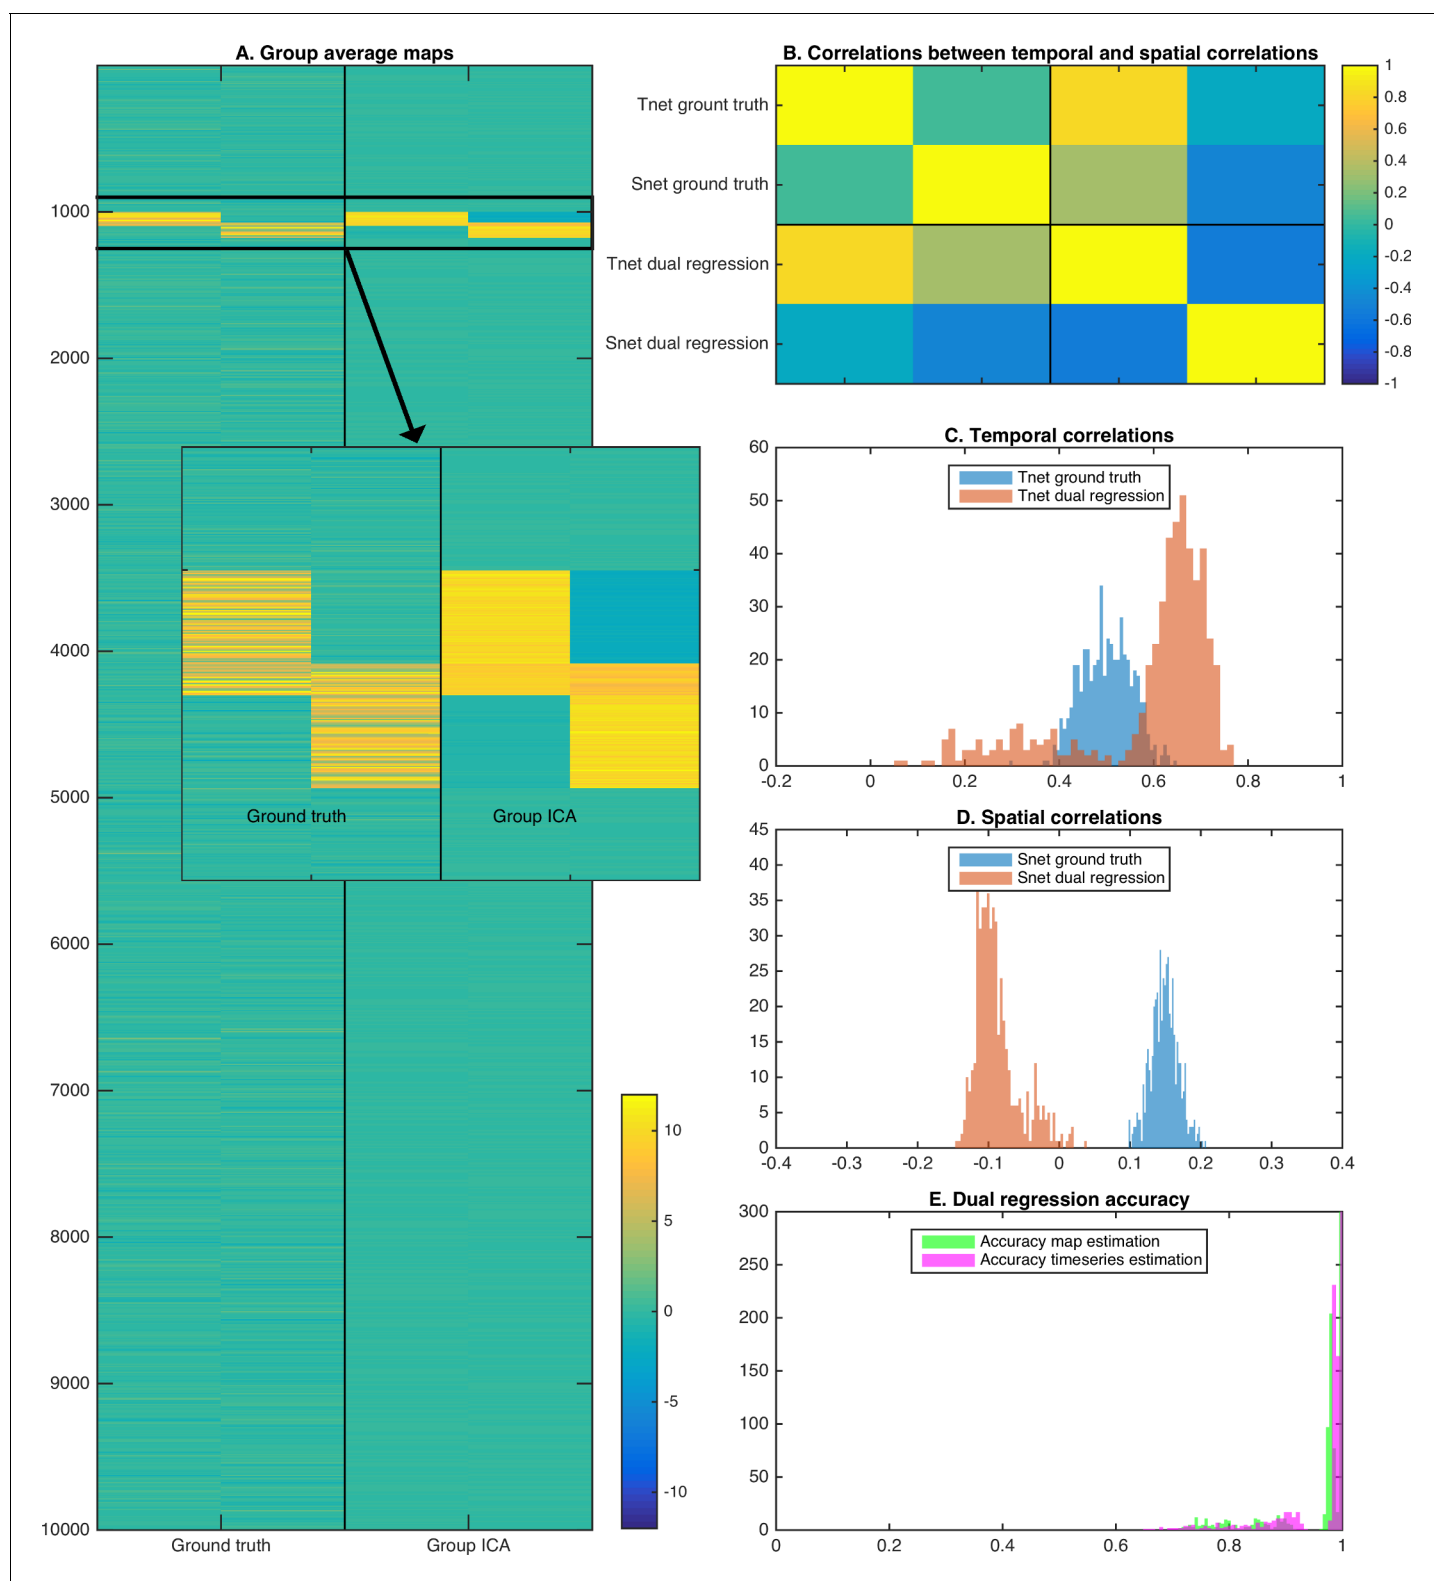 A. Group average maps
1000
2000
3000
4000
5000
6000
7000
8000
9000
10000
Ground truth
Group ICA
Ground truth
Group ICA
10
5
0
-5
-10
B. Correlations between temporal and spatial correlations
Tnet grount truth
Snet ground truth
Tnet dual regression
Snet dual regression
1
0.8
0.6
0.4
0.2
0
-0.2
-0.4
-0.6
-0.8
-1
C. Temporal correlations
Tnet ground truth
Tnet dual regression
60
50
40
30
20
10
0
-0.2 0 0.2 0.4 0.6 0.8 1
D. Spatial correlations
Snet ground truth
Snet dual regression
45
40
35
30
25
20
15
10
5
0
-0.4 -0.3 -0.2 -0.1 0 0.1 0.2 0.3 0.4
E. Dual regression accuracy
Accuracy map estimation
Accuracy timeseries estimation
300
250
200
150
100
50
0
0 0.2 0.4 0.6 0.8 1